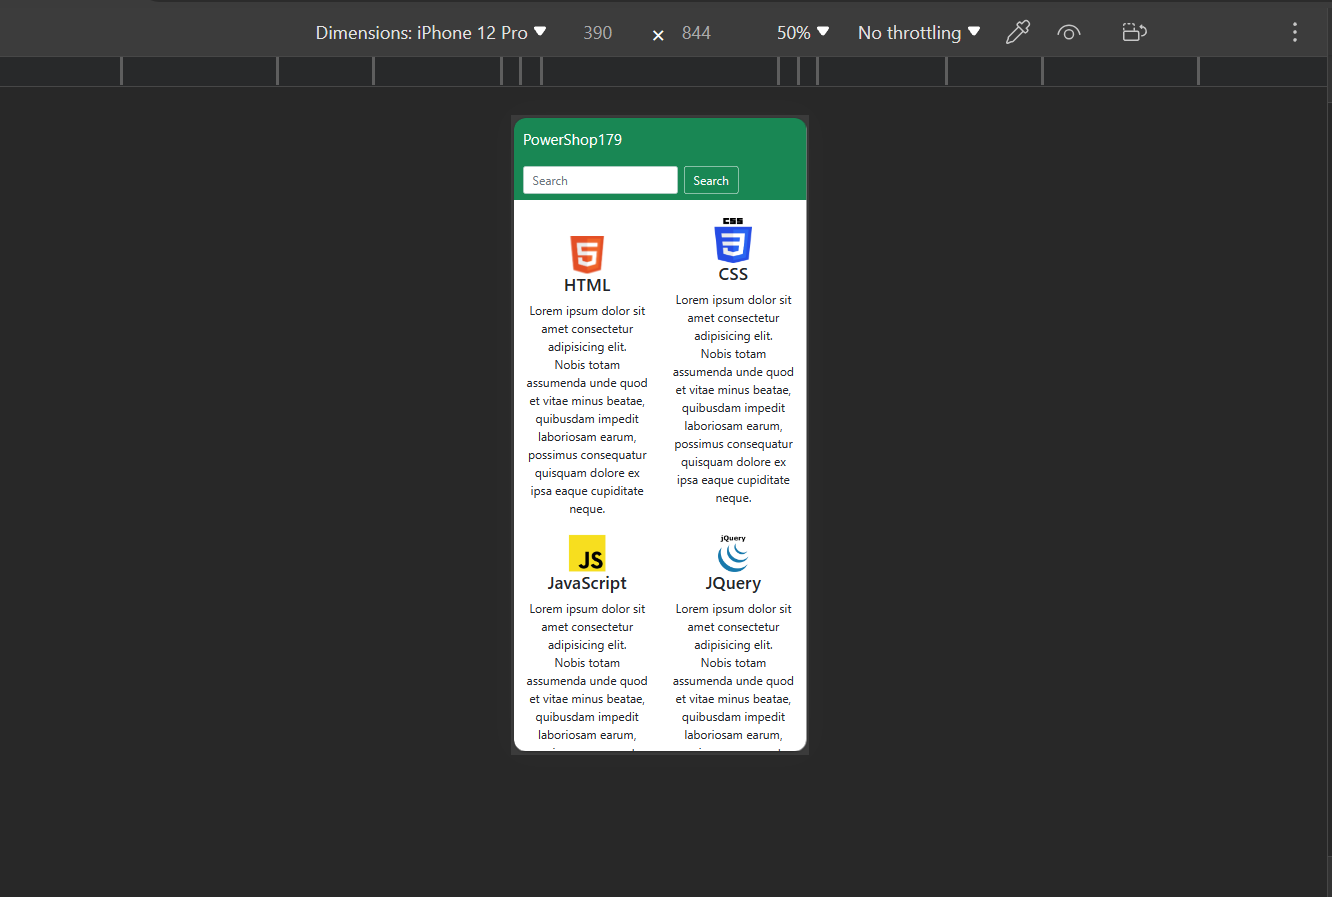 Dimensions: iPhone 12 Pro 390 × 844 50% No throttling
PowerShop179
Search Search
HTML
Lorem ipsum dolor sit
amet consectetur
adipisicing elit.
Nobis totam
assumenda unde quod
et vitae minus beatae,
quibusdam impedit
laboriosam earum,
possimus consequatur
quisquam dolore ex
ipsa eaque cupiditate
neque.
CSS
CSS
Lorem ipsum dolor sit
amet consectetur
adipisicing elit.
Nobis totam
assumenda unde quod
et vitae minus beatae,
quibusdam impedit
laboriosam earum,
possimus consequatur
quisquam dolore ex
ipsa eaque cupiditate
neque.
JS
JavaScript
Lorem ipsum dolor sit
amet consectetur
adipisicing elit.
Nobis totam
assumenda unde quod
et vitae minus beatae,
quibusdam impedit
laboriosam earum,
jQuery
JQuery
Lorem ipsum dolor sit
amet consectetur
adipisicing elit.
Nobis totam
assumenda unde quod
et vitae minus beatae,
quibusdam impedit
laboriosam earum,